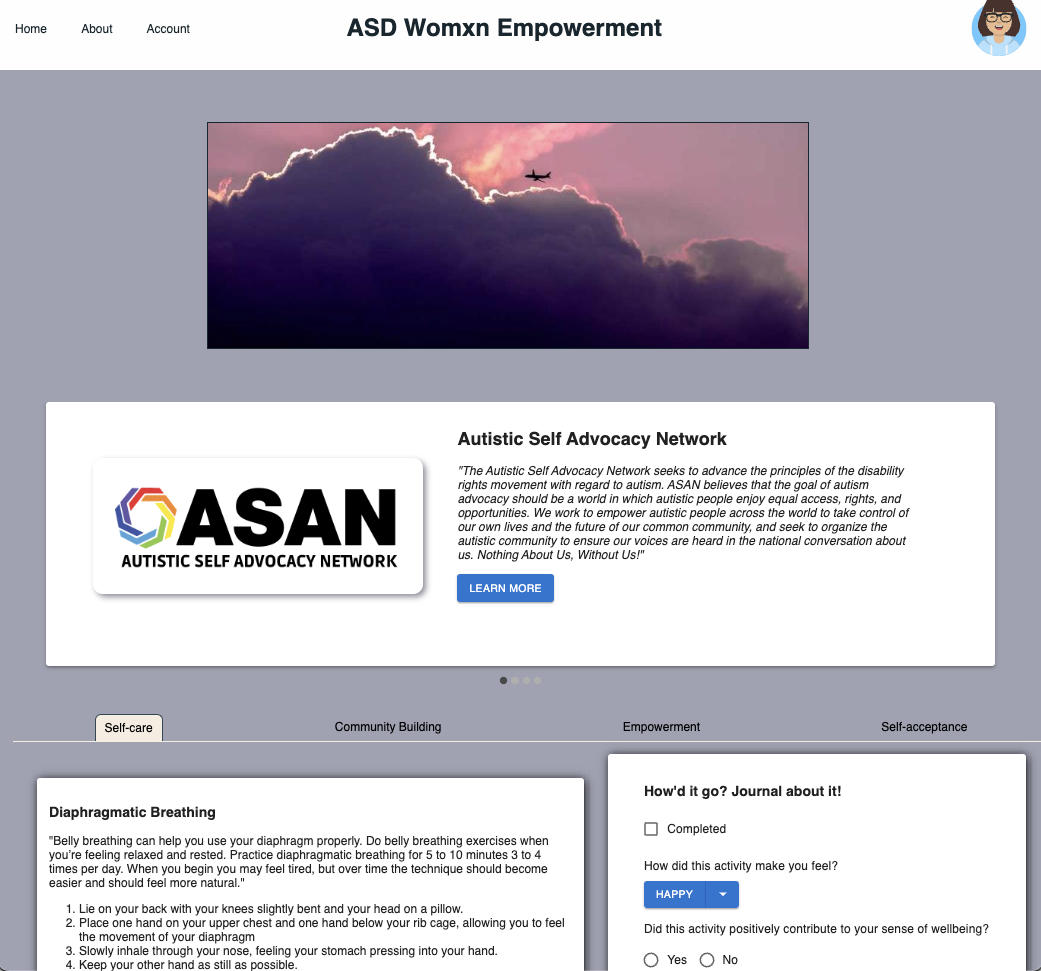 Home
About
Account
ASD Womxn Empowerment
ASAN
AUTISTIC SELF ADVOCACY NETWORK
Autistic Self Advocacy Network
"The Autistic Self Advocacy Network seeks to advance the principles of the disability
rights movement with regard to autism. ASAN believes that the goal of autism
advocacy should be a world in which autistic people enjoy equal access, rights, and
opportunities. We work to empower autistic people across the world to take control of
our own lives and the future of our common community, and seek to organize the
autistic community to ensure our voices are heard in the national conversation about
us. Nothing About Us, Without Us!"
LEARN MORE
Self-care
Community Building
Empowerment
Self-acceptance
Diaphragmatic Breathing
"Belly breathing can help you use your diaphragm properly. Do belly breathing exercises when
you're feeling relaxed and rested. Practice diaphragmatic breathing for 5 to 10 minutes 3 to 4
times per day. When you begin you may feel tired, but over time the technique should become
easier and should feel more natural."
1. Lie on your back with your knees slightly bent and your head on a pillow.
2. Place one hand on your upper chest and one hand below your rib cage, allowing you to feel
the movement of your diaphragm
3. Slowly inhale through your nose, feeling your stomach pressing into your hand.
4. Keep your other hand as still as possible.
How'd it go? Journal about it!
Completed
How did this activity make you feel?
HAPPY
Did this activity positively contribute to your sense of wellbeing?
Yes
No